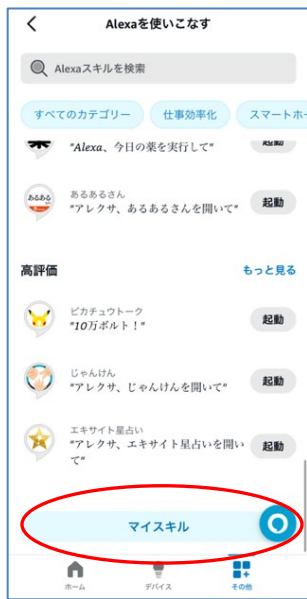 Alexaを使いこなす
Alexaスキルを検索
すべてのカテゴリー 仕事効率化 スマートホー
"Alexa、今日の薬を実行して" 起動
あるある
あるあるさん
"アレクサ、あるあるさんを開いて" 起動
高評価 もっと見る
ピカチュウトーク
"10万ボルト！" 起動
じゃんけん
"アレクサ、じゃんけんを開いて" 起動
エキサイト星占い
"アレクサ、エキサイト星占いを開い
て" 起動
マイスキル
ホーム デバイス その他